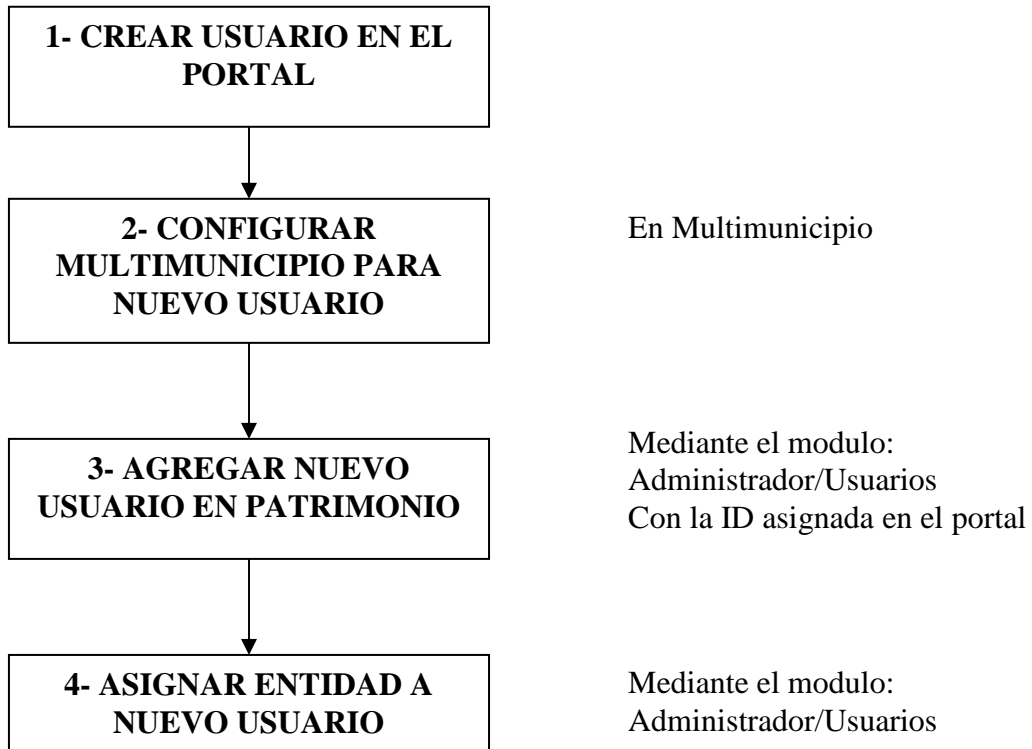 1- CREAR USUARIO EN EL
PORTAL
2- CONFIGURAR
MULTIMUNICIPIO PARA
NUEVO USUARIO
En Multimunicipio
3- AGREGAR NUEVO
USUARIO EN PATRIMONIO
Mediante el modulo:
Administrador/Usuarios
Con la ID asignada en el portal
4- ASIGNAR ENTIDAD A
NUEVO USUARIO
Mediante el modulo:
Administrador/Usuarios